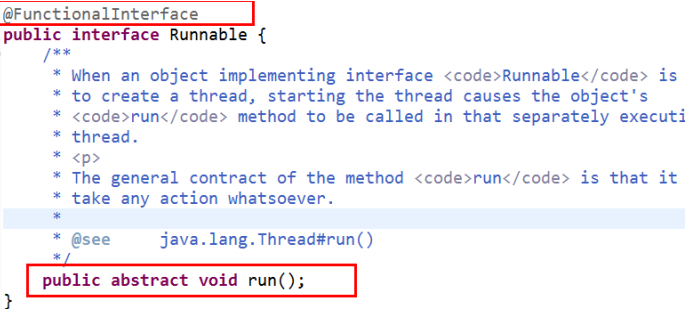 @FunctionalInterface
public interface Runnable {
/**
* When an object implementing interface <code>Runnable</code> is
* to create a thread, starting the thread causes the object's
* <code>run</code> method to be called in that separately executi
* thread.
* <p>
* The general contract of the method <code>run</code> is that it
* take any action whatsoever.
*
* @see java.lang.Thread#run()
*/
public abstract void run();
}